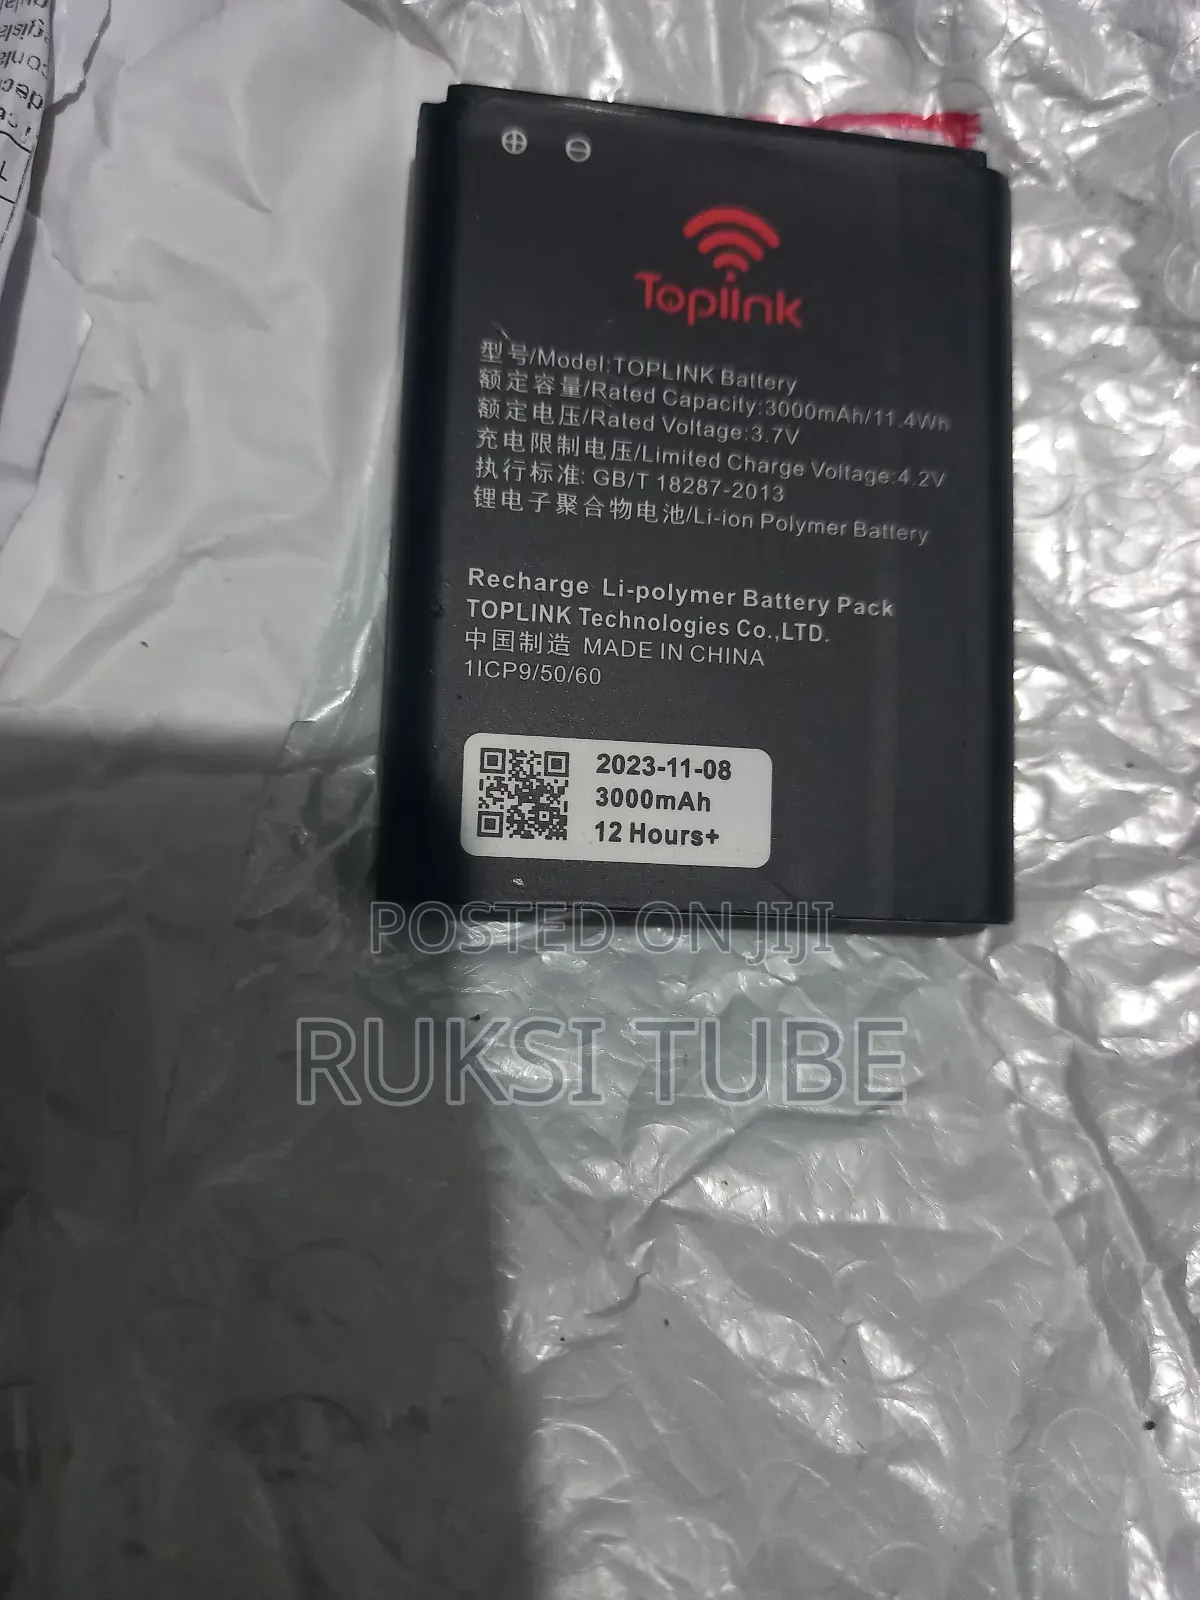 Toplink
型号/Model:TOPLINK Battery
额定容量/Rated Capacity:3000mAh/11.4Wh
额定电压/Rated Voltage:3.7V
充电限制电压/Limited Charge Voltage:4.2V
执行标准: GB/T 18287-2013
锂电子聚合物电池/Li-ion Polymer Battery
Recharge Li-polymer Battery Pack
TOPLINK Technologies Co.,LTD.
中国制造 MADE IN CHINA
1ICP9/50/60
2023-11-08
3000mAh
12 Hours+
POSTED ON JIJI
RUKSI TUBE